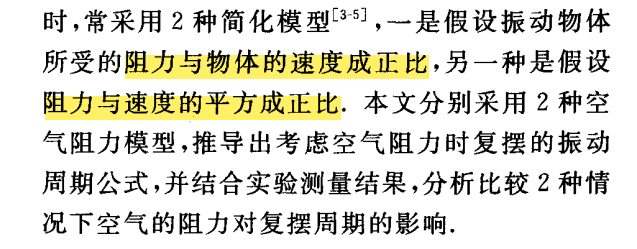 时,常采用 2 种简化模型[3-5],一是假设振动物体
所受的阻力与物体的速度成正比,另一种是假设
阻力与速度的平方成正比. 本文分别采用 2 种空
气阻力模型,推导出考虑空气阻力时复摆的振动
周期公式,并结合实验测量结果,分析比较 2 种情
况下空气的阻力对复摆周期的影响.